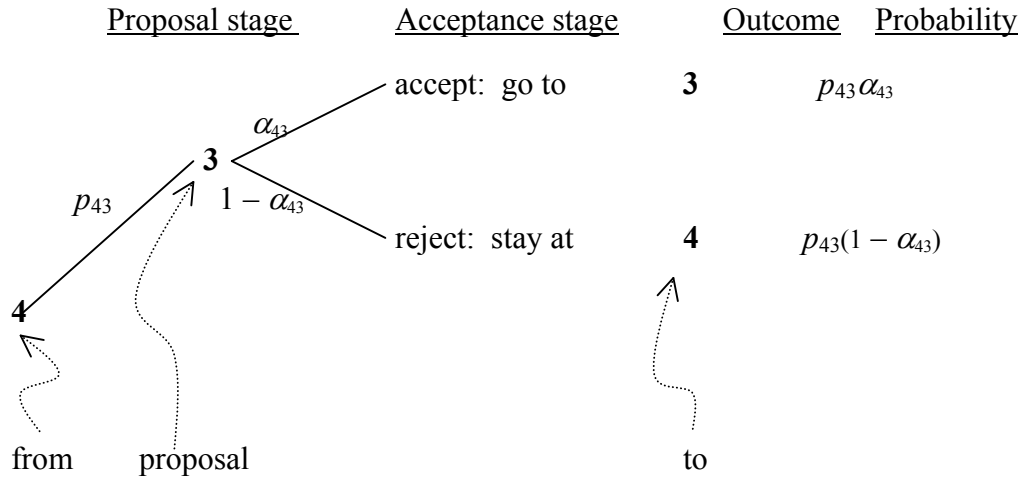 Proposal stage Acceptance stage Outcome Probability
accept: go to 3 p₄₃α₄₃
α₄₃
3
p₄₃ 1 – α₄₃
reject: stay at 4 p₄₃(1 – α₄₃)
4
from proposal to